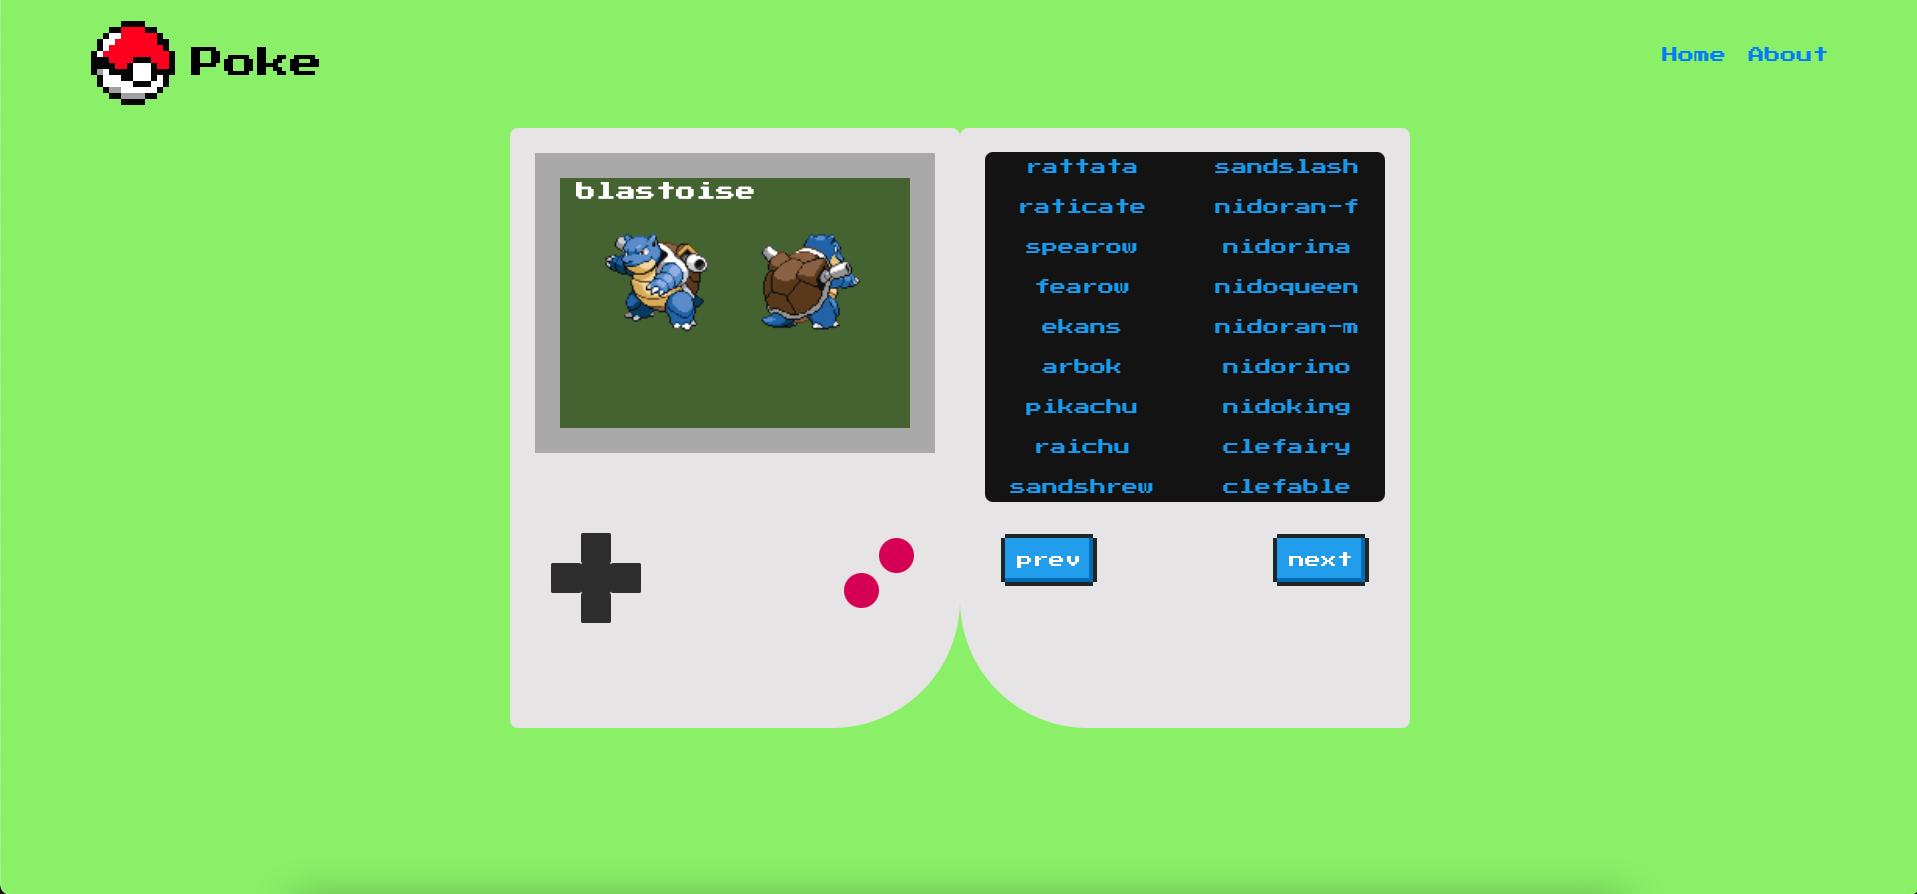 Poke
Home About
blastoise
rattata sandslash
raticate nidoran-f
spearow nidorina
fearow nidoqueen
ekans nidoran-m
arbok nidorino
pikachu nidoking
raichu clefairy
sandshrew clefable
prev next